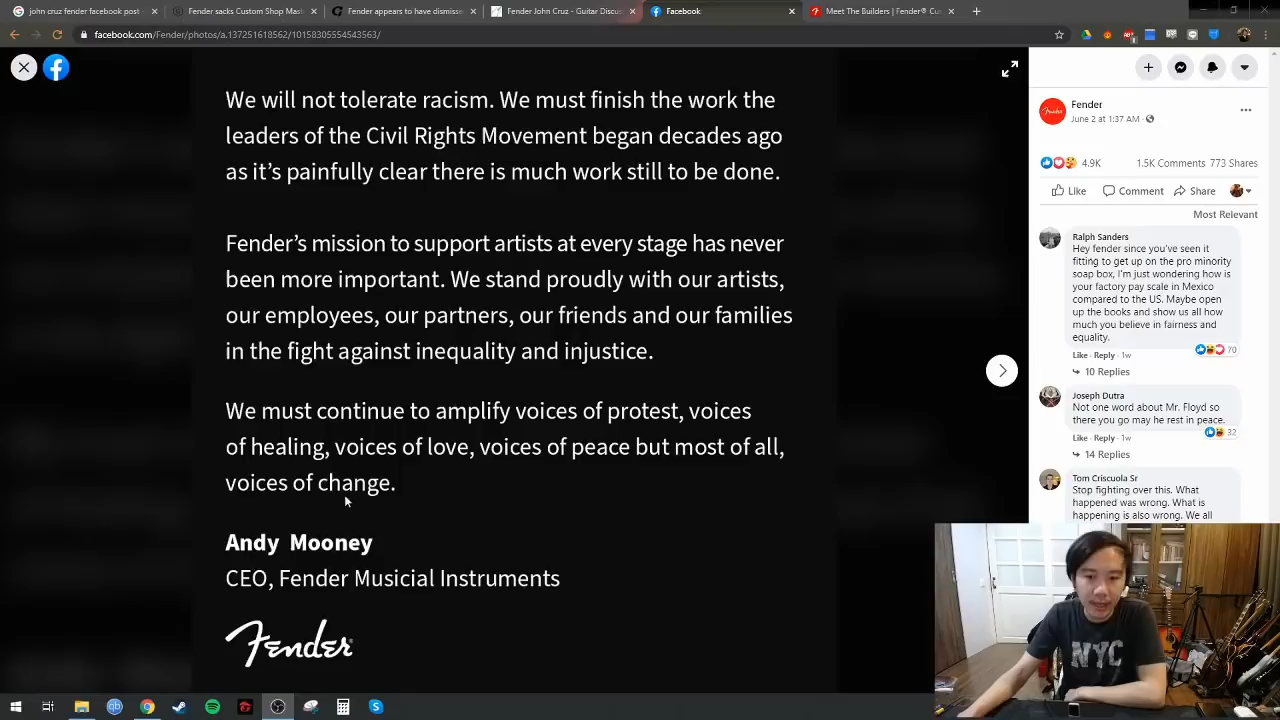 john cruz fender facebook post
Fender sacks Custom Shop Mast
Fender appears to have dismisse
Fender John Cruz - Guitar Discus
Facebook
Meet The Builders | Fender® Cu
facebook.com/Fender/photos/a.137251618562/10158305554543563/
We will not tolerate racism. We must finish the work the
leaders of the Civil Rights Movement began decades ago
as it's painfully clear there is much work still to be done.
Fender's mission to support artists at every stage has never
been more important. We stand proudly with our artists,
our employees, our partners, our friends and our families
in the fight against inequality and injustice.
We must continue to amplify voices of protest, voices
of healing, voices of love, voices of peace but most of all,
voices of change.
Andy Mooney
CEO, Fender Musicial Instruments
Fender
Fender
June 2 at 1:37 AM ·
4.9K
1.5K Comments 773 Shares
Like Comment Share
Most Relevant
Ralph Sanders
Hey fender since you've seen it
fitting to get up on the pro minority
soap box, I'm just wondering how is
your factory pay scale in Mexico
compared to the US. Maybe open
up the books and show us all how
much you believe in fairness and
equality.
70
Like · Reply · 1w
10 Replies
Joseph Dutra
Not one word about Mr. Floyd so
there you go may he rest in peace.
32
Like · Reply · 1w
14 Replies
Tom Criscuola Sr
Stop fighting over this. What
happened was wrong. What is
happening is also wrong. We all
NYC